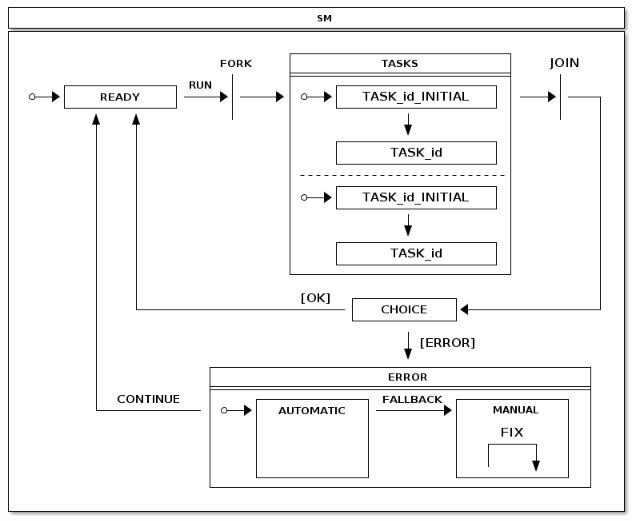 SM
FORK
TASKS
JOIN
RUN
READY
TASK_id_INITIAL
TASK_id
TASK_id_INITIAL
TASK_id
[OK]
CHOICE
[ERROR]
ERROR
CONTINUE
AUTOMATIC
FALLBACK
MANUAL
FIX